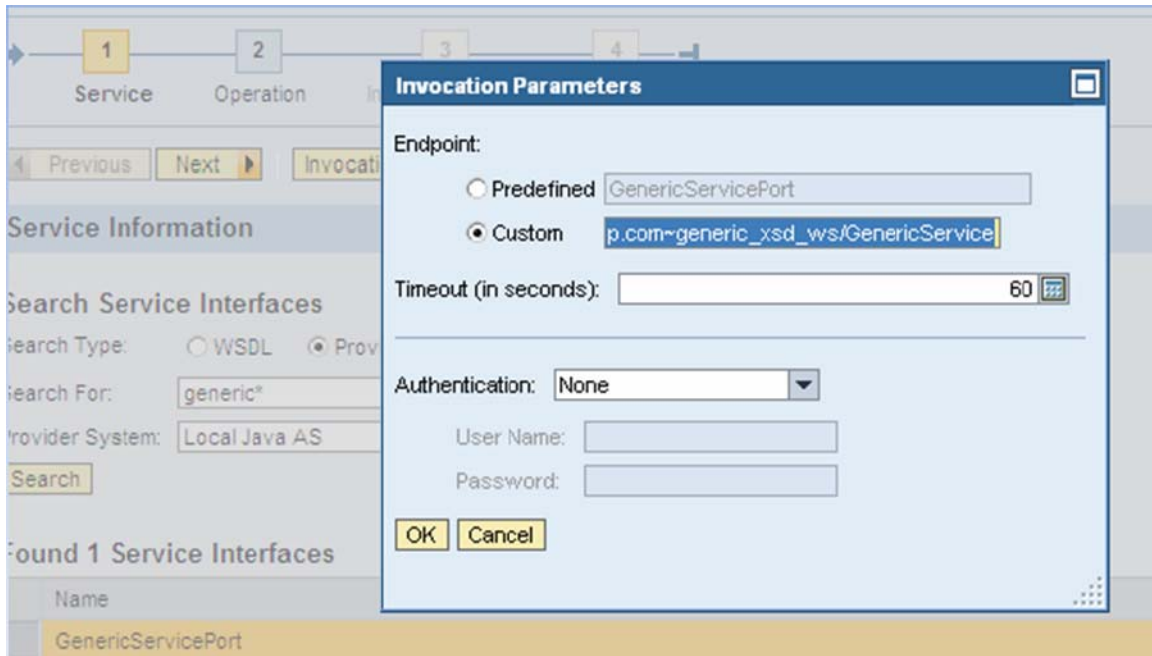 1 2 3 4
Service Operation
Previous Next Invocati
Service Information
Search Service Interfaces
Search Type: WSDL Prov
Search For: generic*
Provider System: Local Java AS
Search
Found 1 Service Interfaces
Name
GenericServicePort
Invocation Parameters
Endpoint:
Predefined GenericServicePort
Custom p.com~generic_xsd_ws/GenericService
Timeout (in seconds): 60
Authentication: None
User Name:
Password:
OK Cancel